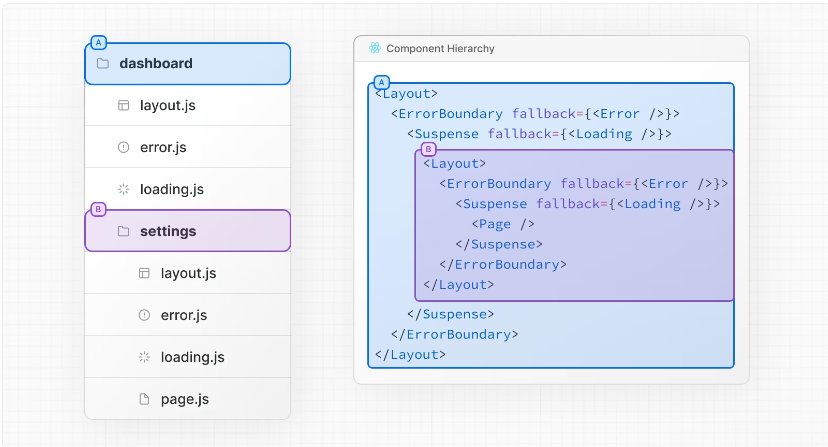 A
dashboard
layout.js
error.js
loading.js
B
settings
layout.js
error.js
loading.js
page.js
Component Hierarchy
A
<Layout>
<ErrorBoundary fallback={<Error />}>
<Suspense fallback={<Loading />}>
B
<Layout>
<ErrorBoundary fallback={<Error />}>
<Suspense fallback={<Loading />}>
<Page />
</Suspense>
</ErrorBoundary>
</Layout>
</Suspense>
</ErrorBoundary>
</Layout>